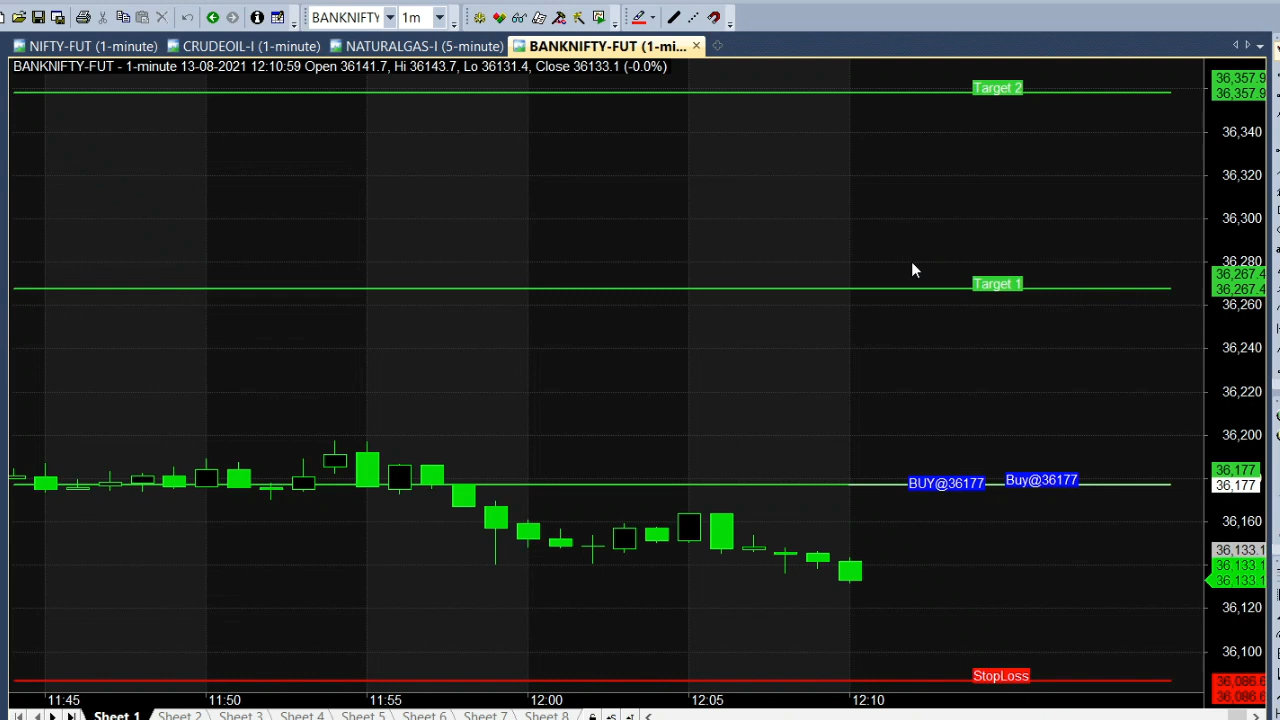 BANKNIFTY 1m
NIFTY-FUT (1-minute) CRUDEOIL-I (1-minute) NATURALGAS-I (5-minute) BANKNIFTY-FUT (1-mi...
BANKNIFTY-FUT - 1-minute 13-08-2021 12:10:59 Open 36141.7, Hi 36143.7, Lo 36131.4, Close 36133.1 (-0.0%)
36,357.9
Target 2
36,357.9
36,340
36,320
36,300
36,280
36,267.4
Target 1
36,267.4
36,260
36,240
36,220
36,200
36,177
BUY@36177 Buy@36177
36,177
36,160
36,133.1
36,133.1
36,133.1
36,120
36,100
StopLoss
36,086.6
36,086.6
11:45 11:50 11:55 12:00 12:05 12:10
Sheet 1 Sheet 2 Sheet 3 Sheet 4 Sheet 5 Sheet 6 Sheet 7 Sheet 8